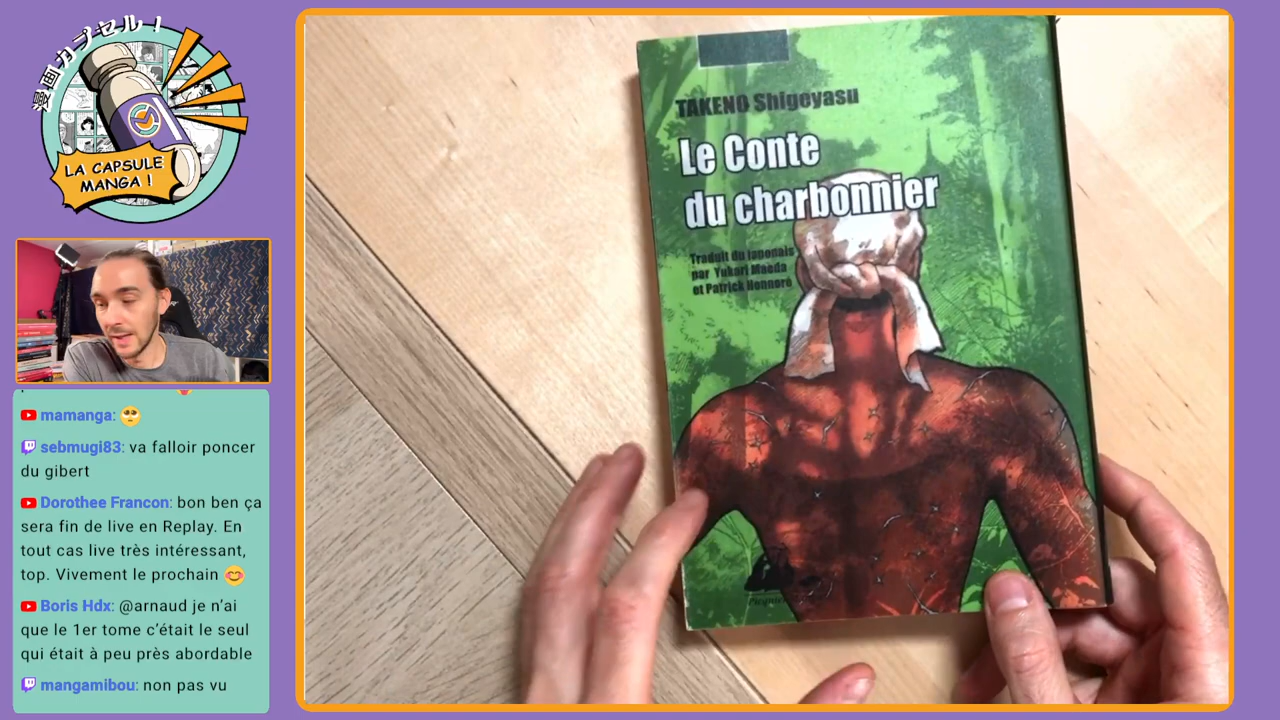 漫画カプセル!
LA CAPSULE
MANGA !
mamanga: 🥺
sebmugi83: va falloir poncer
du gibert
Dorothee Francon: bon ben ça
sera fin de live en Replay. En
tout cas live très intéressant,
top. Vivement le prochain 😊
Boris Hdx: @arnaud je n’ai
que le 1er tome c’était le seul
qui était à peu près abordable
mangamibou: non pas vu
TAKENO Shigeyasu
Le Conte
du charbonnier
Traduit du japonais
par Yukari Maeda
et Patrick Honnoré